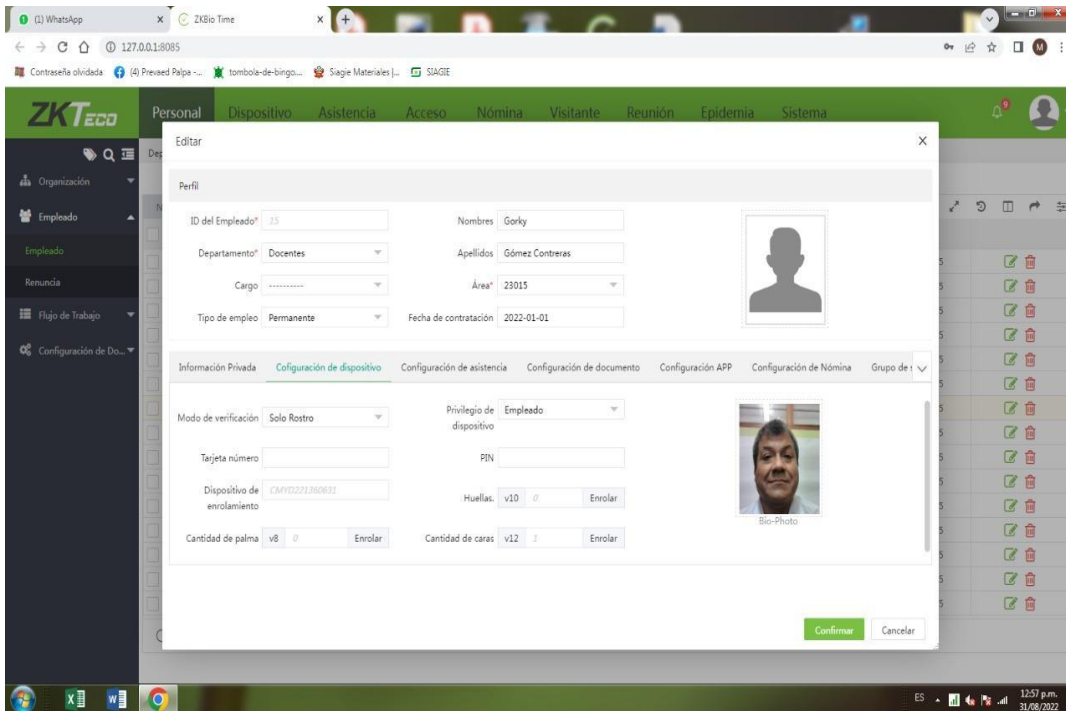 (1) WhatsApp
ZKBio Time
127.0.0.1:8085
Contraseña olvidada
(4) Prevaed Palpa -...
tombola-de-bingo...
Siagie Materiales |...
SIAGIE
M
ZKTeco
Personal Dispositivo Asistencia Acceso Nómina Visitante Reunión Epidemia Sistema
9
Organización
Empleado
Empleado
Renuncia
Flujo de Trabajo
Configuración de Do...
Editar
Perfil
ID del Empleado* 15 Nombres Gorky
Departamento* Docentes Apellidos Gómez Contreras
Cargo ---------- Área* 23015
Tipo de empleo Permanente Fecha de contratación 2022-01-01
Información Privada Cofiguración de dispositivo Configuración de asistencia Configuración de documento Configuración APP Configuración de Nómina Grupo de
Modo de verificación Solo Rostro Privilegio de dispositivo Empleado
Tarjeta número PIN
Dispositivo de enrolamiento CMYD221360631 Huellas. v10 0 Enrolar
Bio-Photo
Cantidad de palma v8 0 Enrolar Cantidad de caras v12 1 Enrolar
Confirmar Cancelar
ES 12:57 p.m.
31/08/2022